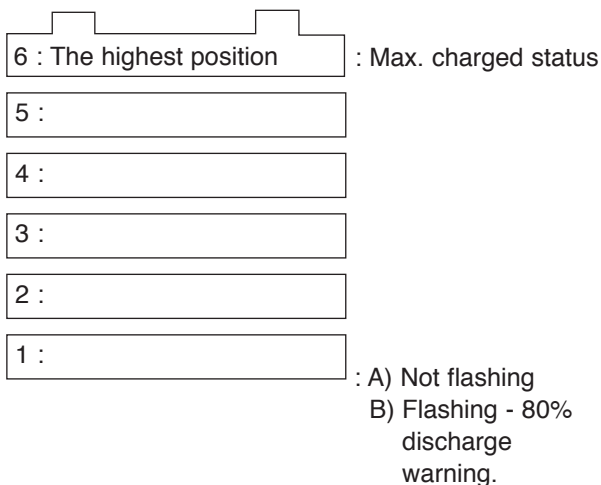 6 : The highest position : Max. charged status
5 :
4 :
3 :
2 :
1 :
: A) Not flashing
B) Flashing - 80%
discharge
warning.